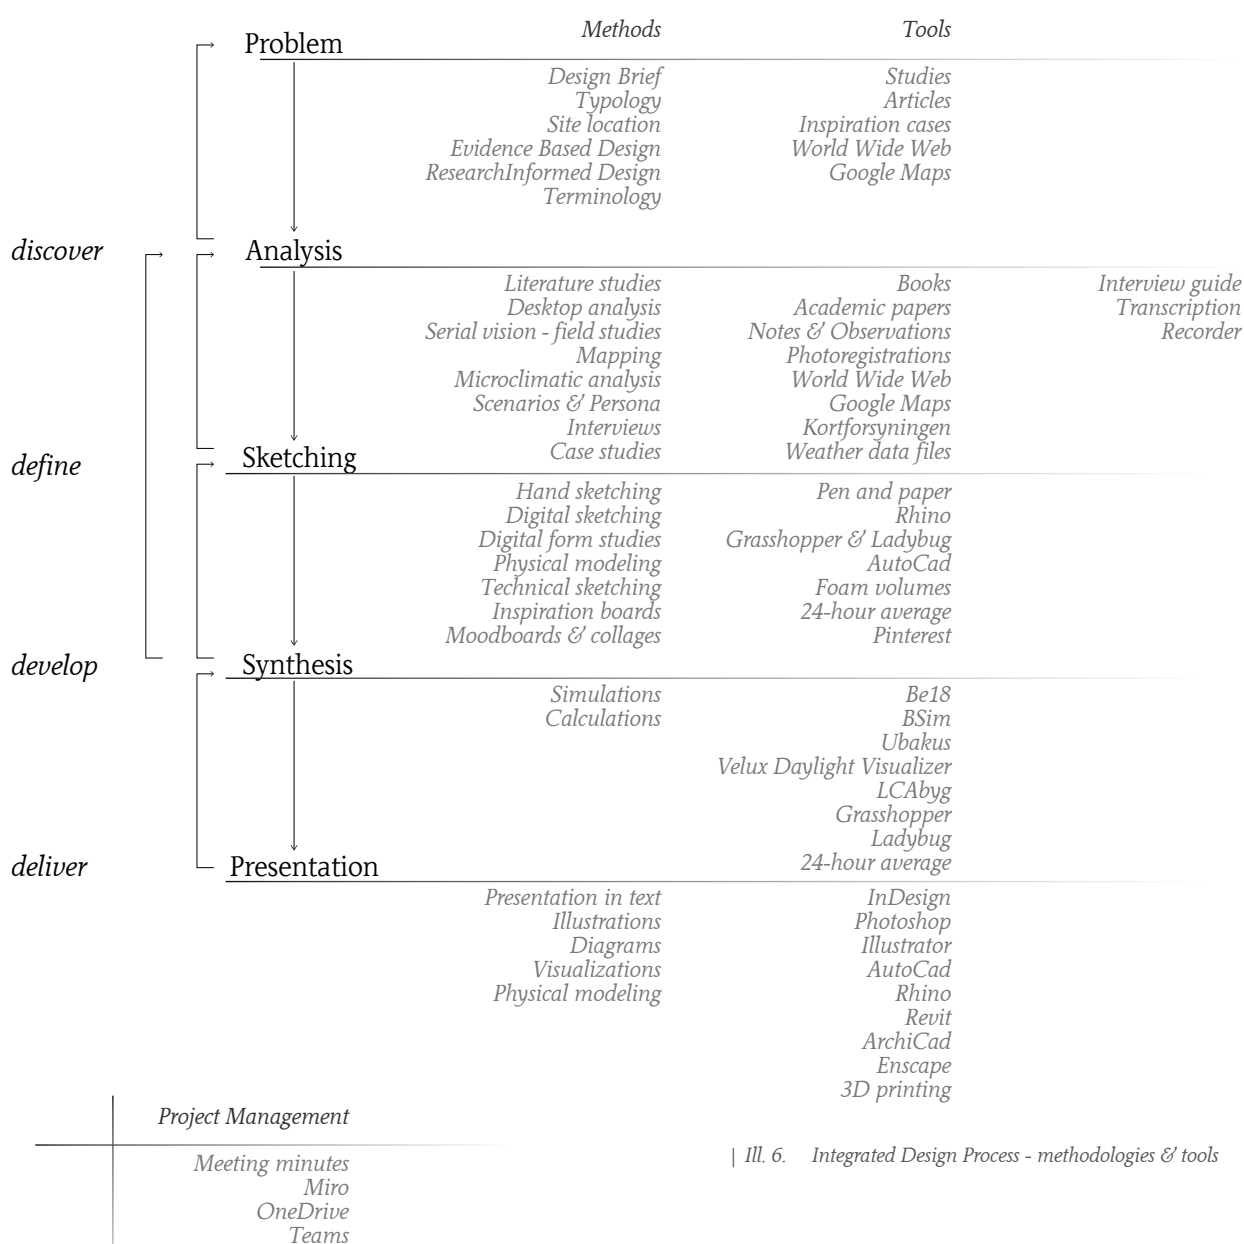 Methods
Tools
Problem
Design Brief
Typology
Site location
Evidence Based Design
ResearchInformed Design
Terminology
Studies
Articles
Inspiration cases
World Wide Web
Google Maps
discover
Analysis
Literature studies
Desktop analysis
Serial vision - field studies
Mapping
Microclimatic analysis
Scenarios & Persona
Interviews
Case studies
Books
Academic papers
Notes & Observations
Photoregistrations
World Wide Web
Google Maps
Kortforsyningen
Weather data files
Interview guide
Transcription
Recorder
define
Sketching
Hand sketching
Digital sketching
Digital form studies
Physical modeling
Technical sketching
Inspiration boards
Moodboards & collages
Pen and paper
Rhino
Grasshopper & Ladybug
AutoCad
Foam volumes
24-hour average
Pinterest
develop
Synthesis
Simulations
Calculations
Be18
BSim
Ubakus
Velux Daylight Visualizer
LCAbyg
Grasshopper
Ladybug
24-hour average
deliver
Presentation
Presentation in text
Illustrations
Diagrams
Visualizations
Physical modeling
InDesign
Photoshop
Illustrator
AutoCad
Rhino
Revit
ArchiCad
Enscape
3D printing
Project Management
Meeting minutes
Miro
OneDrive
Teams
| Ill. 6. Integrated Design Process - methodologies & tools